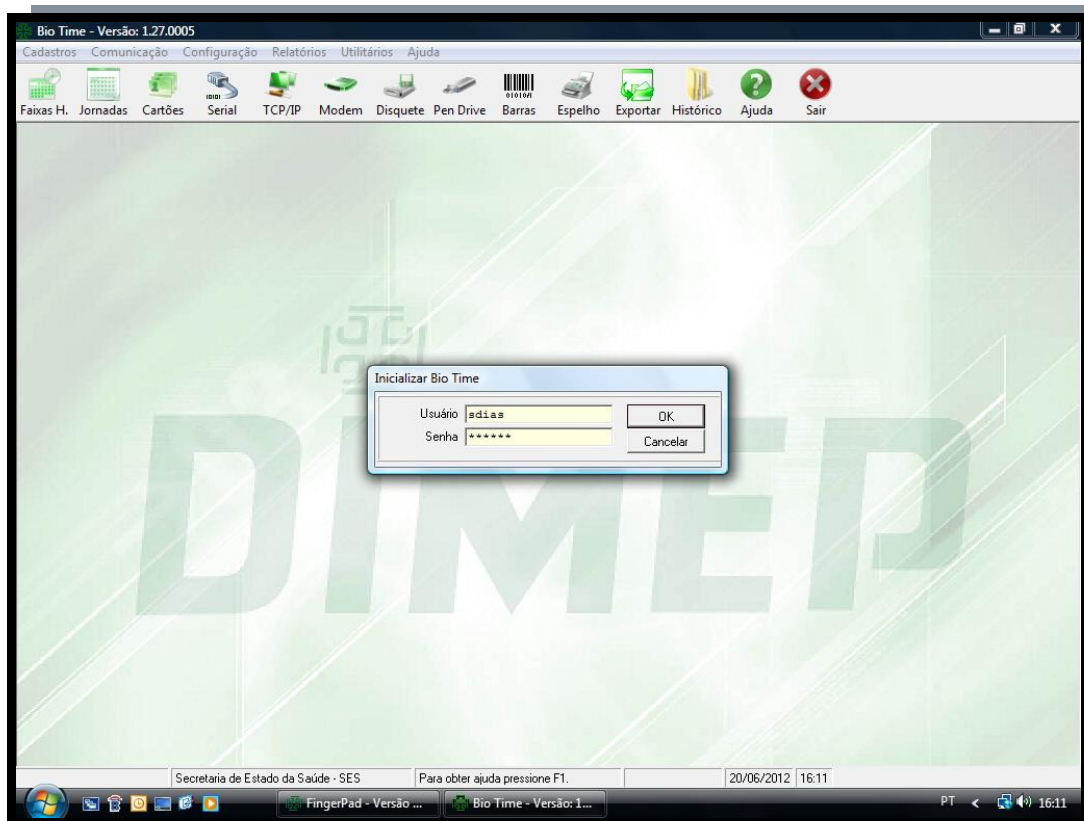 Bio Time - Versão: 1.27.0005
Cadastros Comunicação Configuração Relatórios Utilitários Ajuda
Faixas H. Jornadas Cartões Serial TCP/IP Modem Disquete Pen Drive Barras Espelho Exportar Histórico Ajuda Sair
Inicializar Bio Time
Usuário sdias OK
Senha ****** Cancelar
DIMEP
Secretaria de Estado da Saúde - SES Para obter ajuda pressione F1. 20/06/2012 16:11
FingerPad - Versão ... Bio Time - Versão: 1... PT 16:11